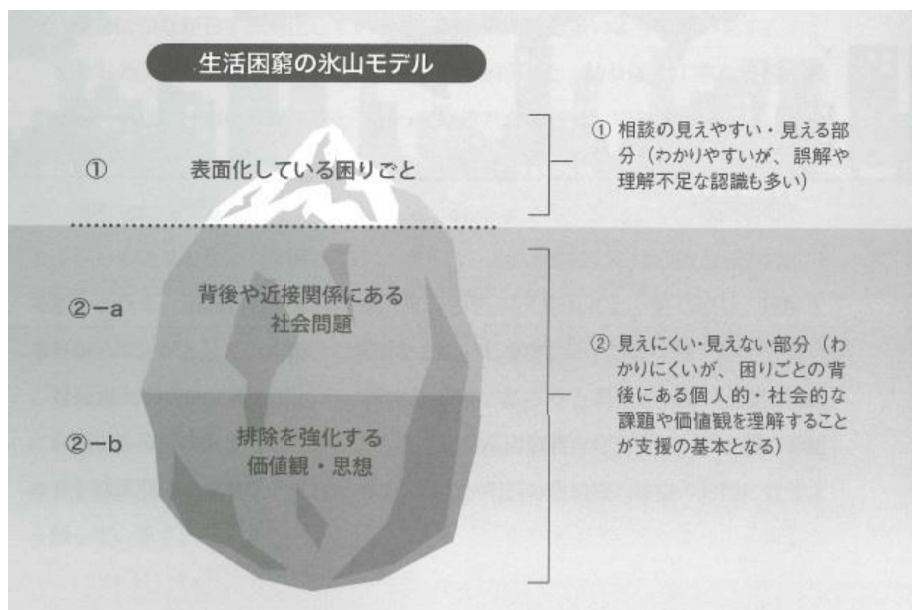 生活困窮の氷山モデル
①
表面化している困りごと
① 相談の見えやすい・見える部
分（わかりやすいが、誤解や
理解不足な認識も多い）
②-a
背後や近接関係にある
社会問題
②-b
排除を強化する
価値観・思想
② 見えにくい・見えない部分（わ
かりにくいが、困りごとの背
後にある個人的・社会的な
課題や価値観を理解すること
が支援の基本となる）